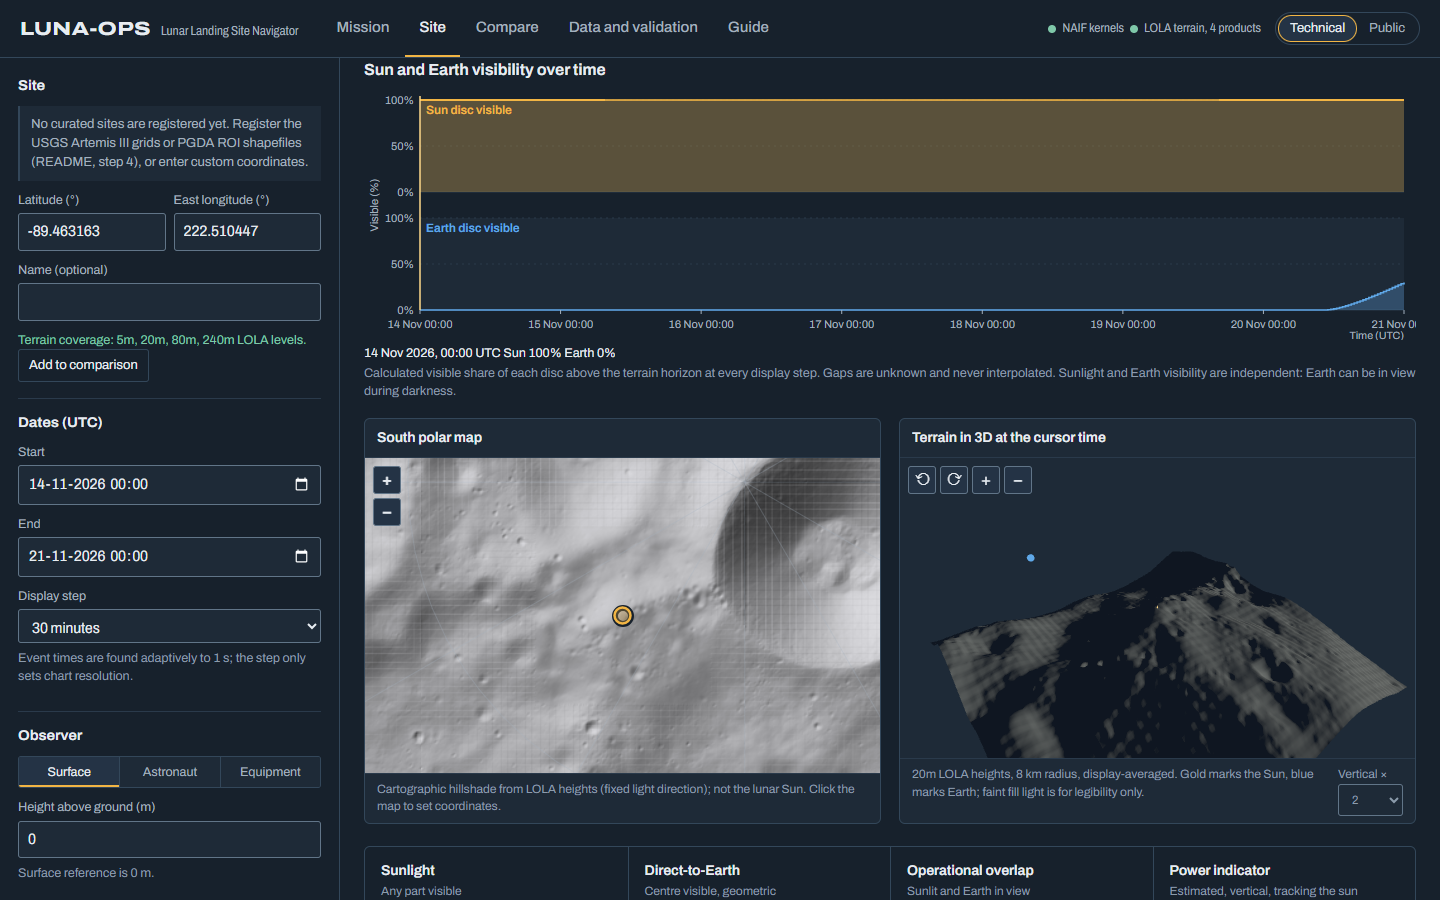 LUNA-OPS Lunar Landing Site Navigator Mission Site Compare Data and validation Guide NAIF kernels LOLA terrain, 4 products Technical Public
Site
No curated sites are registered yet. Register the
USGS Artemis III grids or PGDA ROI shapefiles
(README, step 4), or enter custom coordinates.
Latitude (°) East longitude (°)
-89.463163 222.510447
Name (optional)
Terrain coverage: 5m, 20m, 80m, 240m LOLA levels.
Add to comparison
Dates (UTC)
Start
14-11-2026 00:00
End
21-11-2026 00:00
Display step
30 minutes
Event times are found adaptively to 1 s; the step only
sets chart resolution.
Observer
Surface Astronaut Equipment
Height above ground (m)
0
Surface reference is 0 m.
Sun and Earth visibility over time
Visible (%)
100%
Sun disc visible
50%
0%
100%
Earth disc visible
50%
0%
14 Nov 00:00 15 Nov 00:00 16 Nov 00:00 17 Nov 00:00 18 Nov 00:00 19 Nov 00:00 20 Nov 00:00 21 Nov 0
Time (UTC)
14 Nov 2026, 00:00 UTC Sun 100% Earth 0%
Calculated visible share of each disc above the terrain horizon at every display step. Gaps are unknown and never interpolated. Sunlight and Earth visibility are independent: Earth can be in view
during darkness.
South polar map
+
−
Cartographic hillshade from LOLA heights (fixed light direction); not the lunar Sun. Click the
map to set coordinates.
Terrain in 3D at the cursor time
+ −
20m LOLA heights, 8 km radius, display-averaged. Gold marks the Sun, blue
marks Earth; faint fill light is for legibility only.
Vertical ×
2
Sunlight
Any part visible
Direct-to-Earth
Centre visible, geometric
Operational overlap
Sunlit and Earth in view
Power indicator
Estimated, vertical, tracking the sun